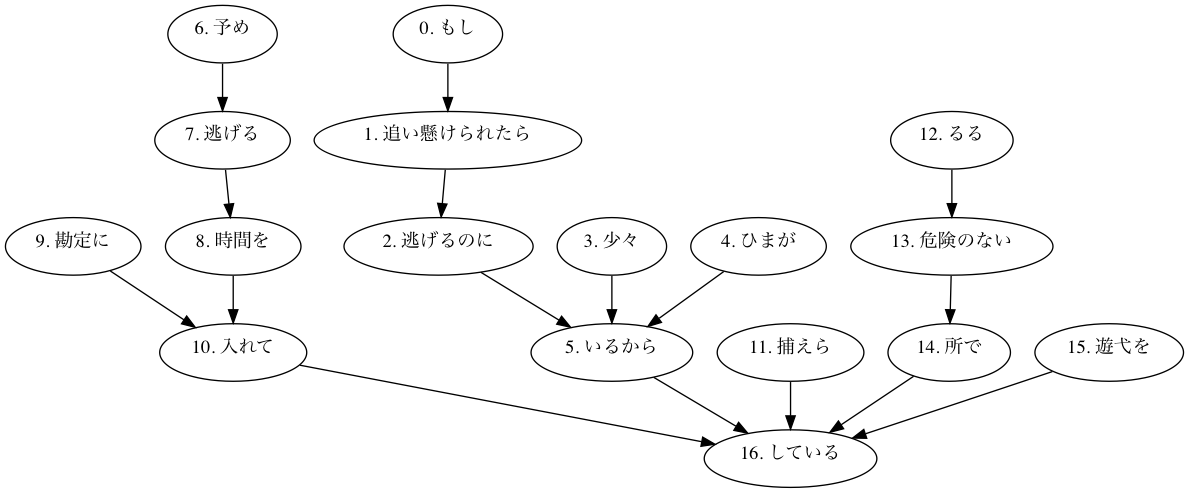 6. 予め
0. もし
7. 逃げる
1. 追い懸けられたら
12. るる
9. 勘定に
8. 時間を
2. 逃げるのに
3. 少々
4. ひまが
13. 危険のない
10. 入れて
5. いるから
11. 捕えら
14. 所で
15. 遊弋を
16. している